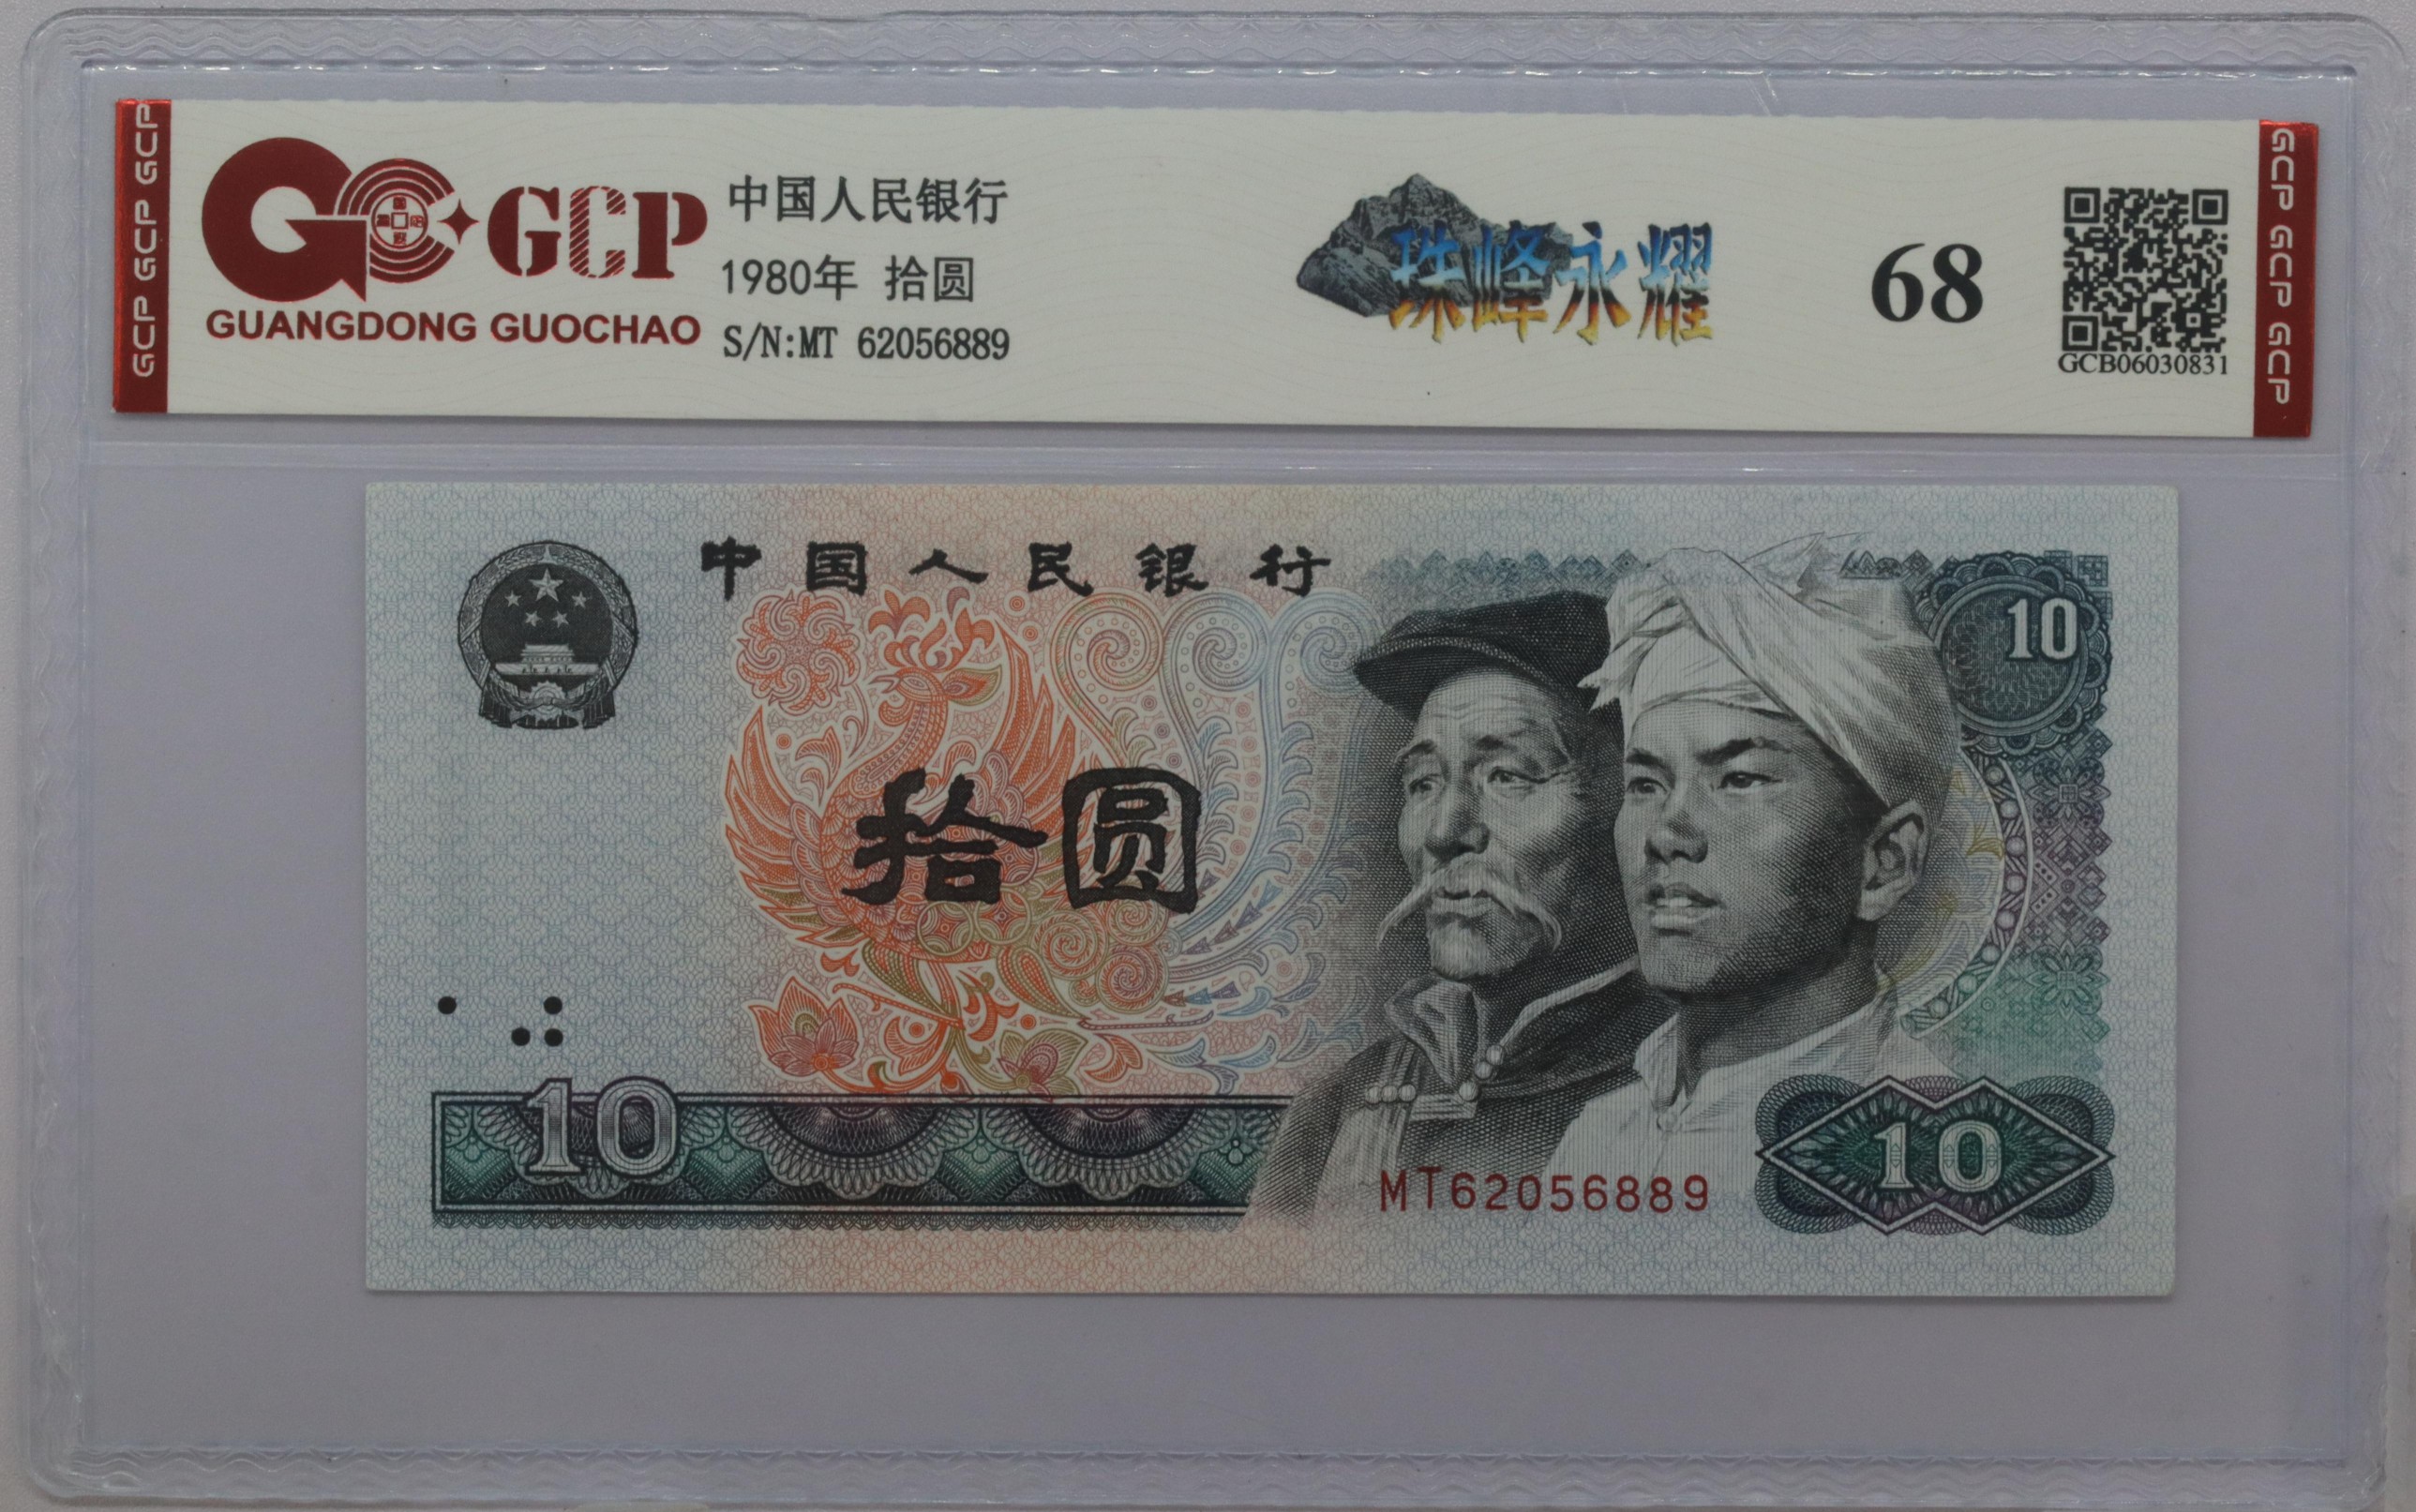 GCP GCP GCP
GCP
GUANGDONG GUOCHAO
中国人民银行
1980年 拾圆
S/N:MT 62056889
珠峰永耀
68
GCB06030831
GCP GCP GCP
中国人民银行
10
拾圆
10
MT62056889
10